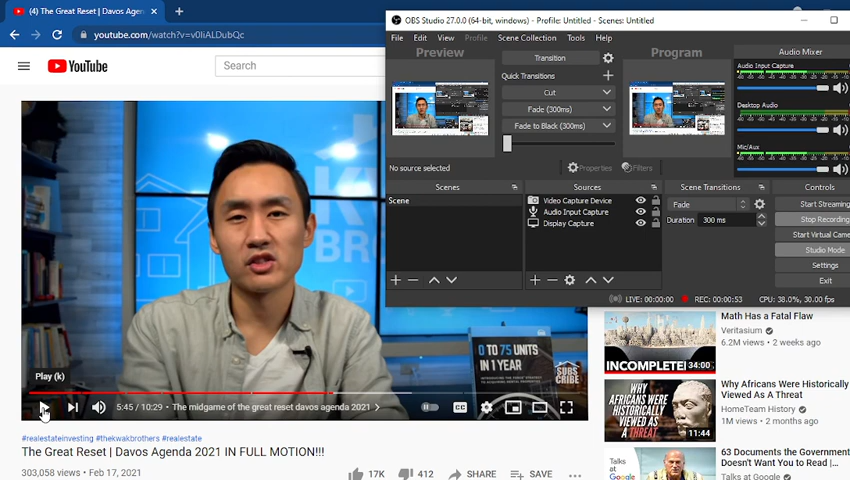 (4) The Great Reset | Davos Agen
youtube.com/watch?v=v0liALDubQc
YouTube
Search
OBS Studio 27.0.0 (64-bit, windows) - Profile: Untitled - Scenes: Untitled
File Edit View Profile Scene Collection Tools Help
Preview
Transition
Quick Transitions
Cut
Fade (300ms)
Fade to Black (300ms)
Program
Audio Mixer
Audio Input Capture
Desktop Audio
Mic/Aux
No source selected
Properties
Filters
Scenes
Scene
Sources
Video Capture Device
Audio Input Capture
Display Capture
Scene Transitions
Fade
Duration 300 ms
Controls
Start Streaming
Stop Recording
Start Virtual Came
Studio Mode
Settings
Exit
LIVE: 00:00:00 REC: 00:00:53 CPU: 38.0%, 30.00 fps
KW
BRO
0 TO 75 UNITS
IN 1 YEAR
SUBS
CRIBE
Play (k)
5:45 / 10:29 • The midgame of the great reset davos agenda 2021
CC
#realestateinvesting #thekwakbrothers #realestate
The Great Reset | Davos Agenda 2021 IN FULL MOTION!!!
303,058 views • Feb 17, 2021
17K
412
SHARE
SAVE
INCOMPLETE
34:00
Math Has a Fatal Flaw
Veritasium
6.2M views • 2 weeks ago
WHY
AFRICANS
WERE
HISTORICALLY
VIEWED
AS A
THREAT
11:44
Why Africans Were Historically
Viewed As A Threat
HomeTeam History
1M views • 2 months ago
Talks at
Google
63 Documents the Government
Doesn't Want You to Read |...
Talks at Google